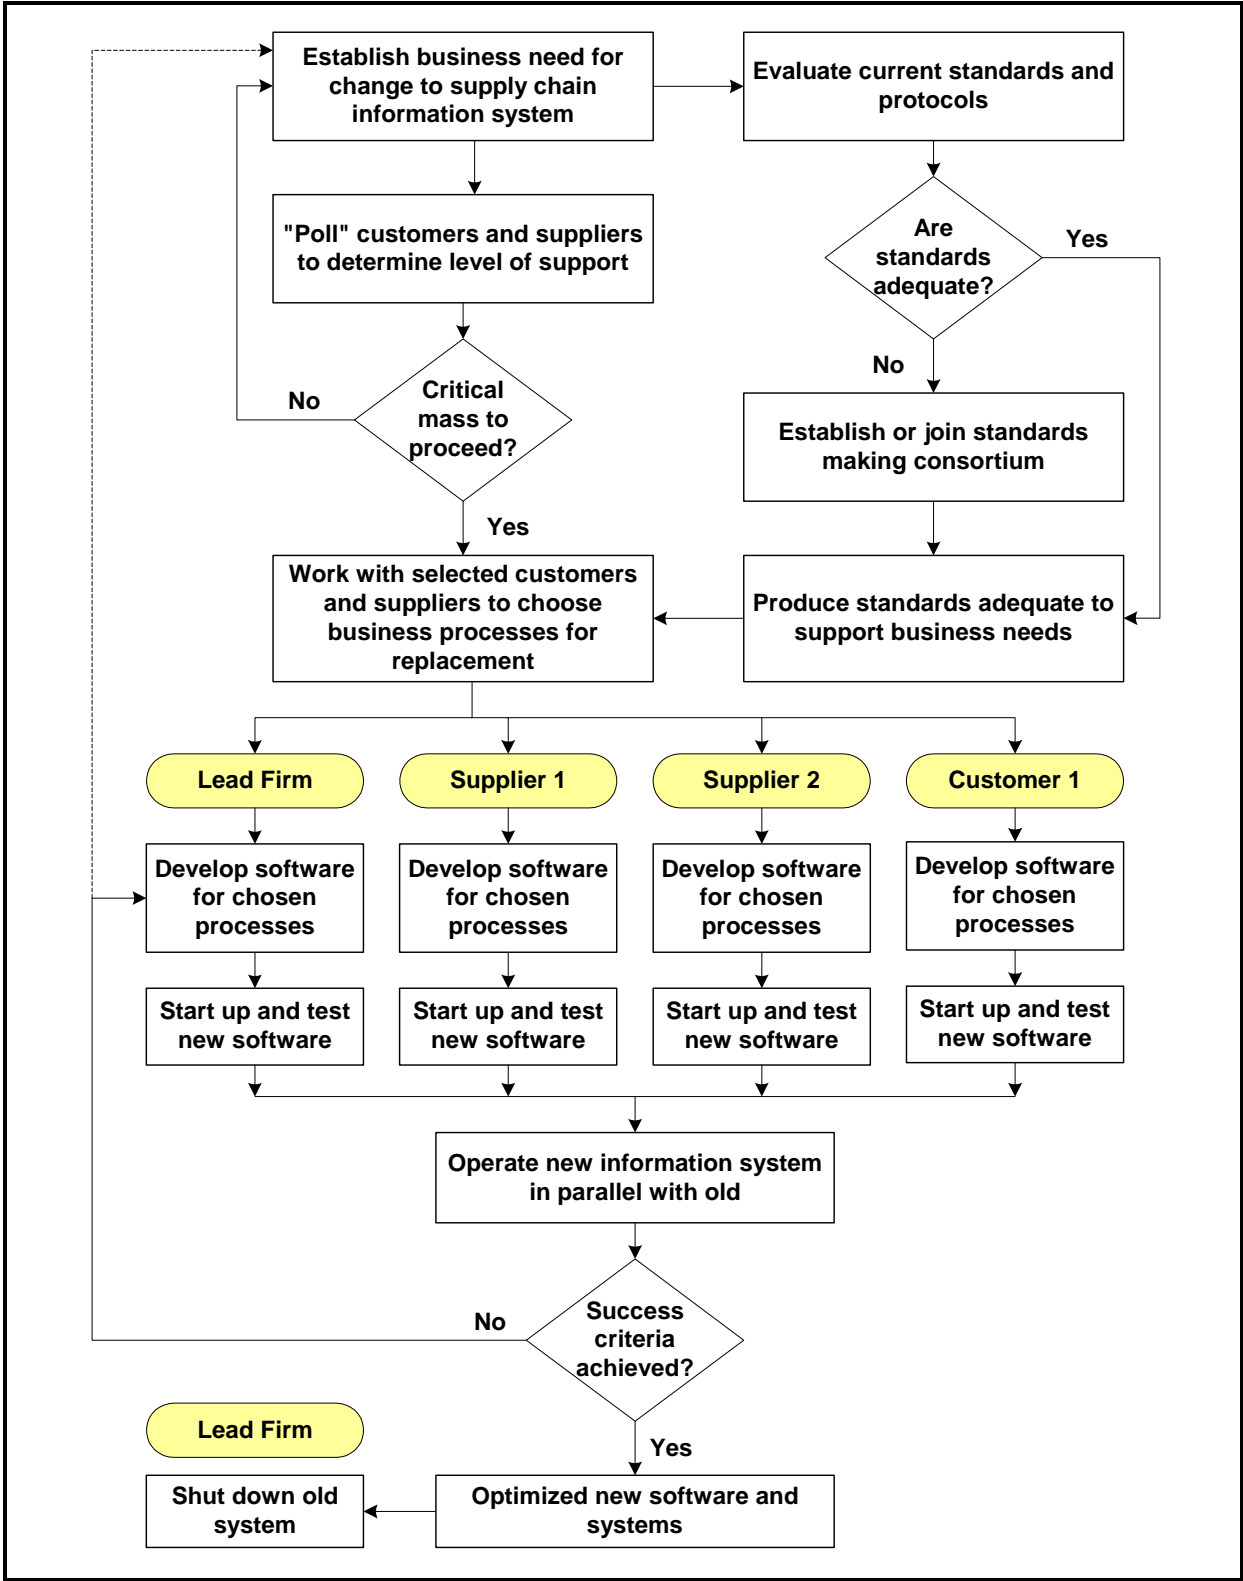 Establish business need for
change to supply chain
information system
Evaluate current standards and
protocols
"Poll" customers and suppliers
to determine level of support
Are
standards
adequate?
Yes
No
Critical
mass to
proceed?
No
Establish or join standards
making consortium
Yes
Work with selected customers
and suppliers to choose
business processes for
replacement
Produce standards adequate to
support business needs
Lead Firm
Supplier 1
Supplier 2
Customer 1
Develop software
for chosen
processes
Develop software
for chosen
processes
Develop software
for chosen
processes
Develop software
for chosen
processes
Start up and test
new software
Start up and test
new software
Start up and test
new software
Start up and test
new software
Operate new information system
in parallel with old
No
Success
criteria
achieved?
Lead Firm
Yes
Shut down old
system
Optimized new software and
systems